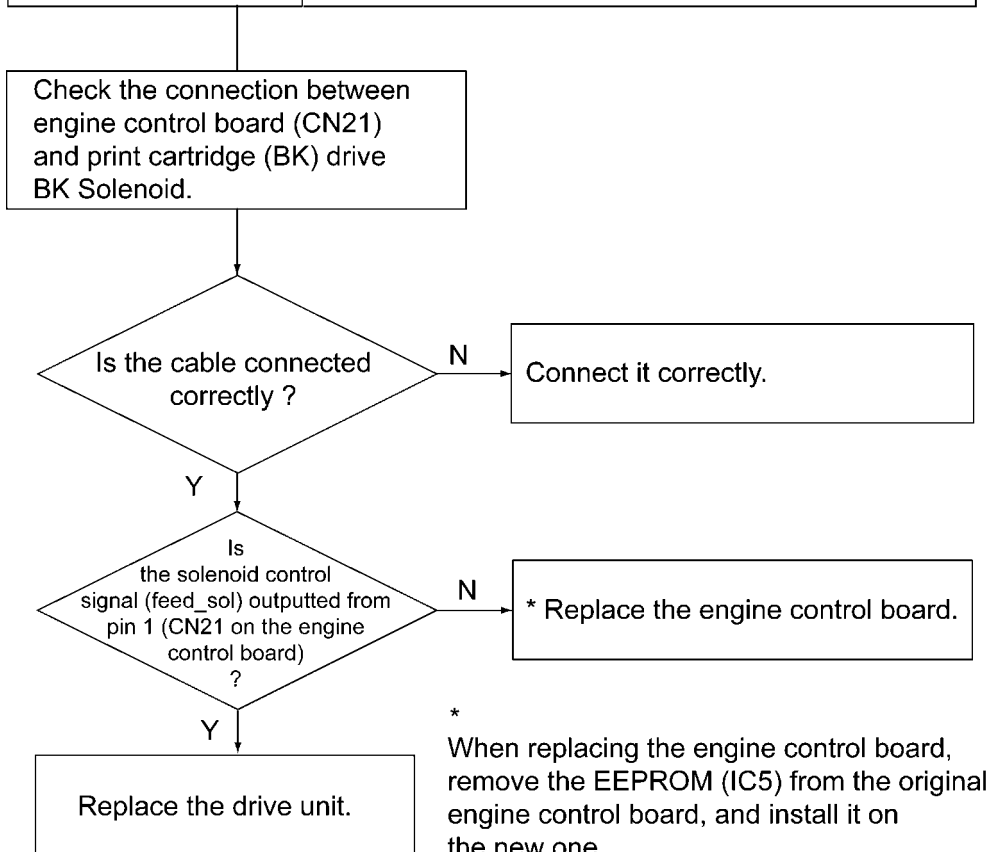 Check the connection between
engine control board (CN21)
and print cartridge (BK) drive
BK Solenoid.
Is the cable connected
correctly ?
N
Connect it correctly.
Y
Is
the solenoid control
signal (feed_sol) outputted from
pin 1 (CN21 on the engine
control board)
?
N
* Replace the engine control board.
Y
Replace the drive unit.
*
When replacing the engine control board,
remove the EEPROM (IC5) from the original
engine control board, and install it on
the new one